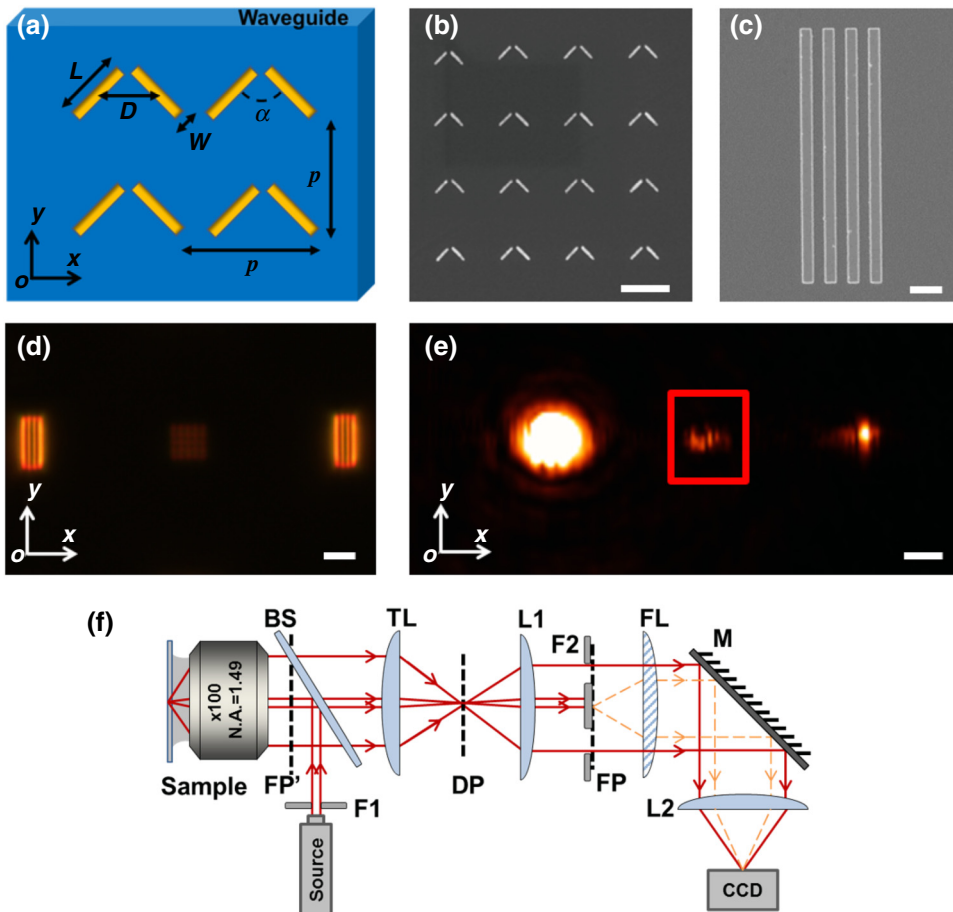 Waveguide
(a)
L
D
α
W
p
p
y
x
o
(b)
(c)
(d)
y
x
o
(e)
y
x
o
(f)
BS
TL
L1
F2
FL
M
x100
N.A.=1.49
Sample
FP'
DP
FP
F1
L2
Source
CCD